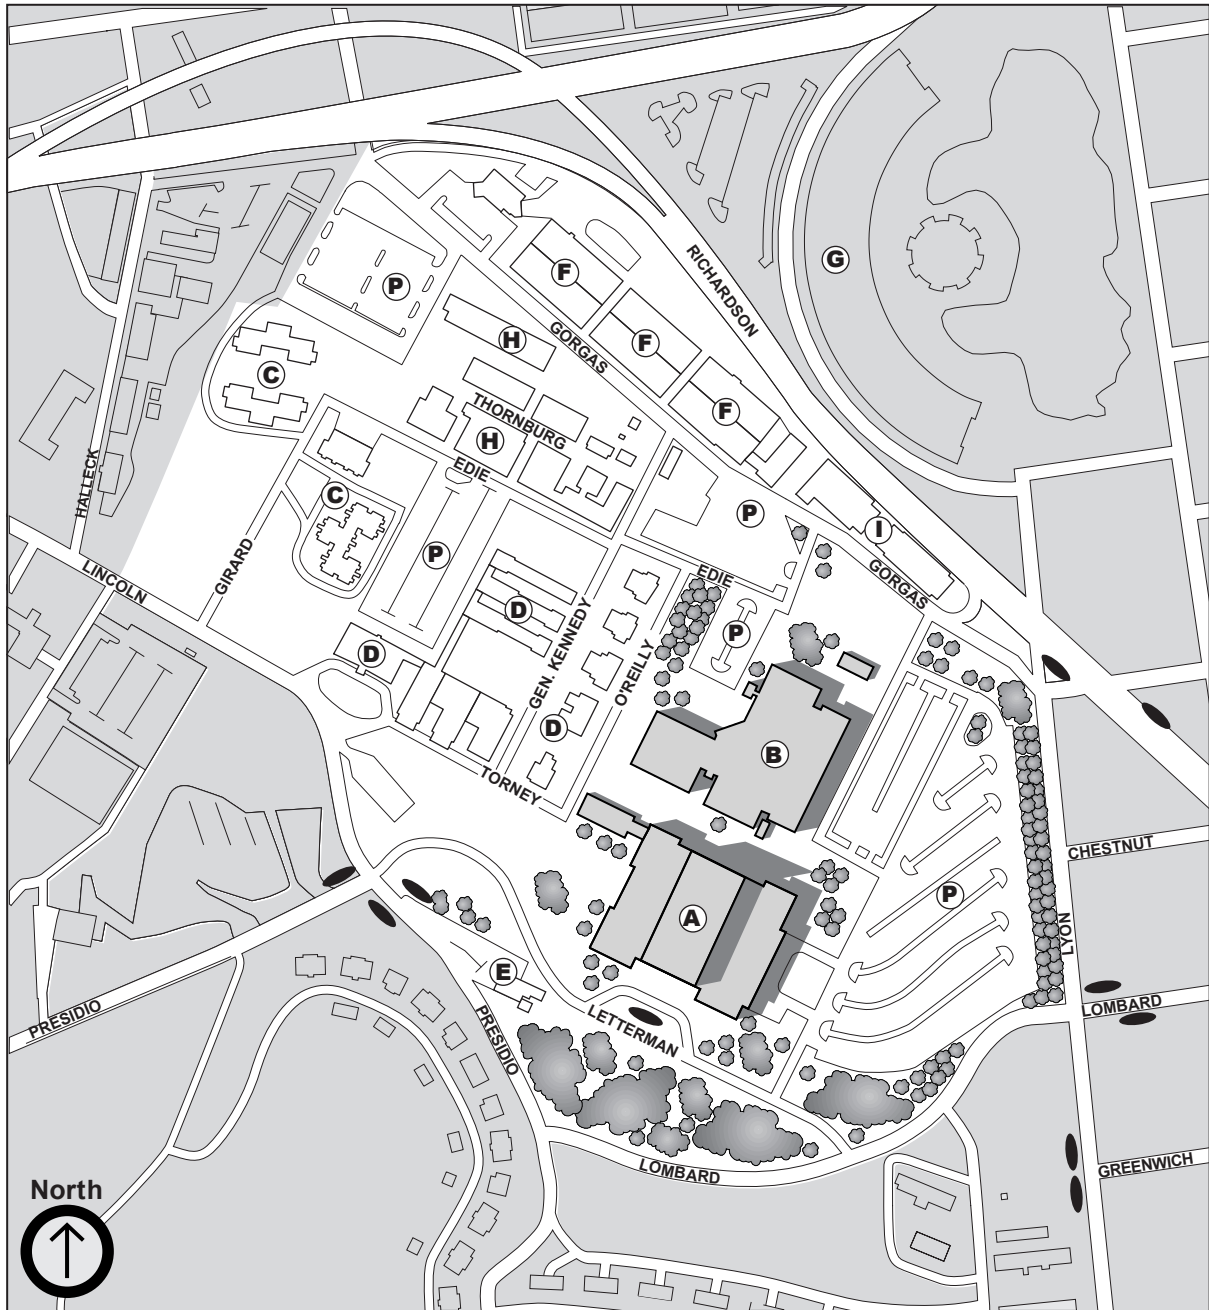 G
RICHARDSON
F
P
GORGAS
H
F
C
F
THORNBURG
H
EDIE
HALLECK
C
P
I
P
GIRARD
LINCOLN
EDIE
GORGAS
D
GEN. KENNEDY
P
D
O'REILLY
D
B
TORNEY
CHESTNUT
P
A
LYON
E
PRESIDIO
LETTERMAN
PRESIDIO
LOMBARD
LOMBARD
GREENWICH
North